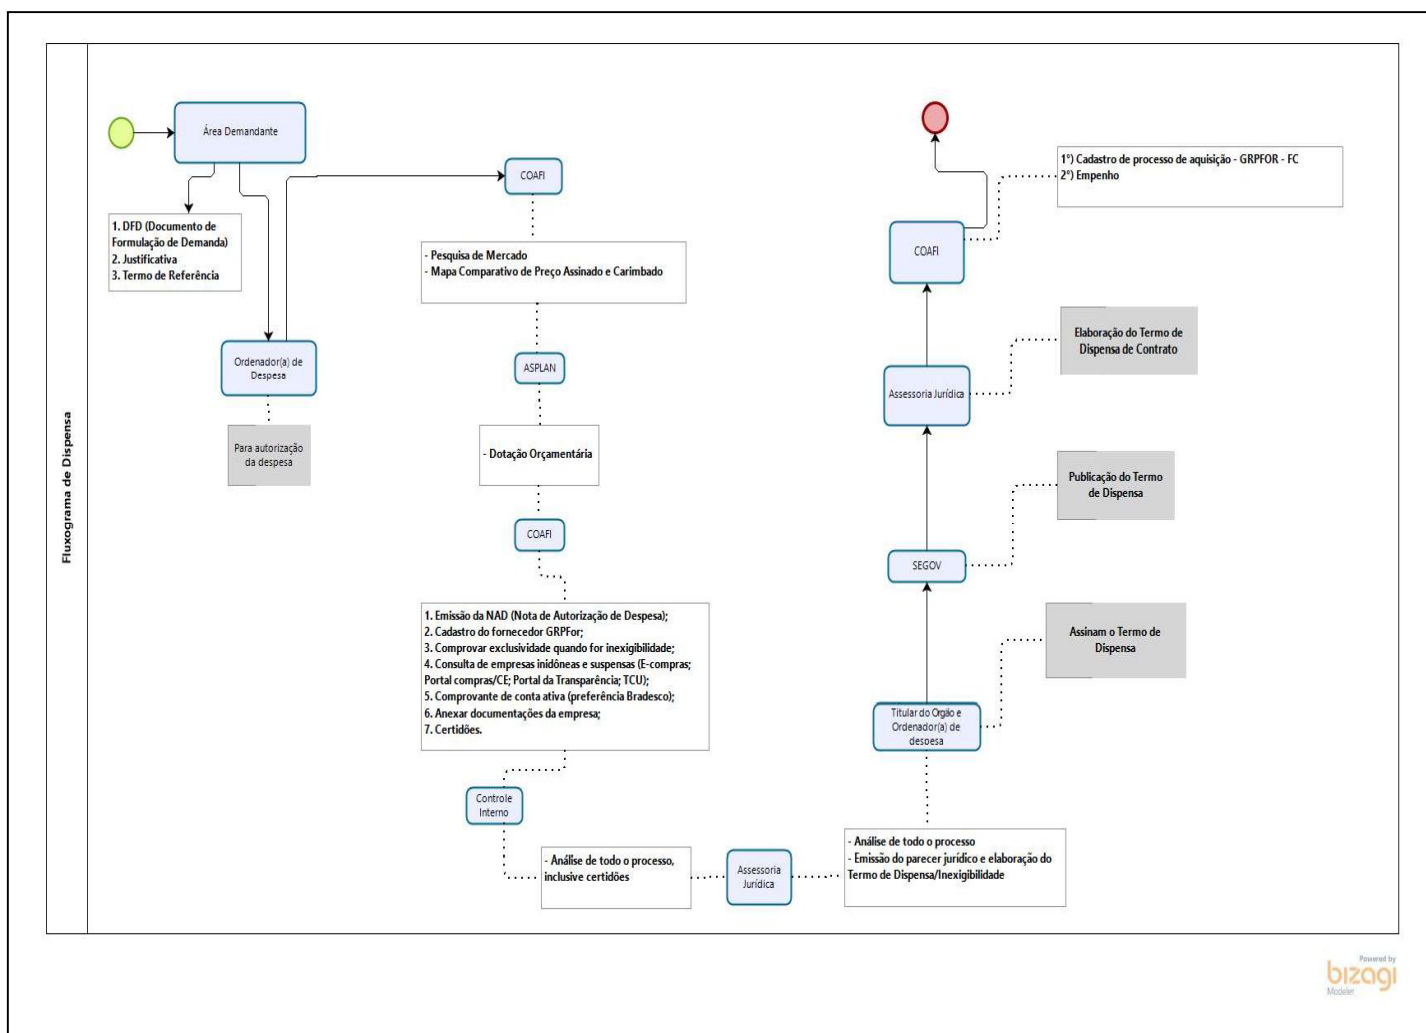 Fluxograma de Dispensa
Área Demandante
1. DFD (Documento de
Formulação de Demanda)
2. Justificativa
3. Termo de Referência
Ordenador(a) de
Despesa
Para autorização
da despesa
COAFI
- Pesquisa de Mercado
- Mapa Comparativo de Preço Assinado e Carimbado
ASPLAN
- Dotação Orçamentária
COAFI
1. Emissão da NAD (Nota de Autorização de Despesa);
2. Cadastro do fornecedor GRPFor;
3. Comprovar exclusividade quando for inexigibilidade;
4. Consulta de empresas inidôneas e suspensas (E-compras;
Portal compras/CE; Portal da Transparência; TCU);
5. Comprovante de conta ativa (preferência Bradesco);
6. Anexar documentações da empresa;
7. Certidões.
Controle
Interno
- Análise de todo o processo,
inclusive certidões
Assessoria
Jurídica
- Análise de todo o processo
- Emissão do parecer jurídico e elaboração do
Termo de Dispensa/Inexigibilidade
Titular do Orgão e
Ordenador(a) de
despesa
Assinam o Termo de
Dispensa
SEGOV
Publicação do Termo
de Dispensa
Assessoria Jurídica
Elaboração do Termo de
Dispensa de Contrato
COAFI
1°) Cadastro de processo de aquisição - GRPFOR - FC
2°) Empenho
Powered by
bizagi
Modeler